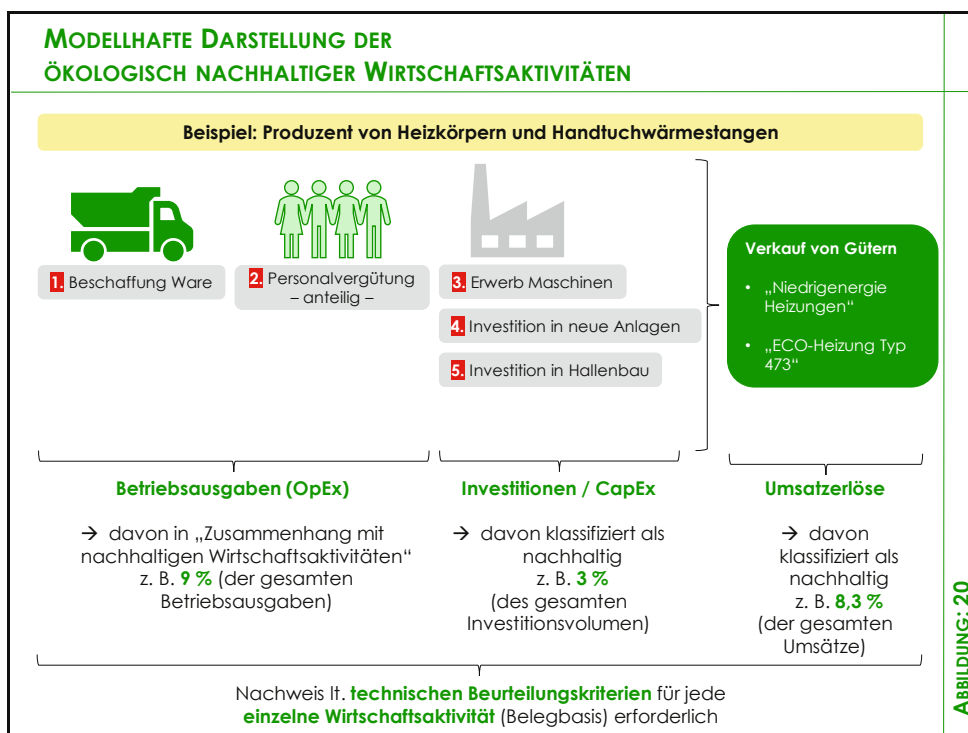 MODELLHAFTE DARSTELLUNG DER
ÖKOLOGISCH NACHHALTIGER WIRTSCHAFTSAKTIVITÄTEN
Beispiel: Produzent von Heizkörpern und Handtuchwärmestangen
1. Beschaffung Ware
2. Personalvergütung
– anteilig –
3. Erwerb Maschinen
4. Investition in neue Anlagen
5. Investition in Hallenbau
Verkauf von Gütern
• „Niedrigenergie
Heizungen“
• „ECO-Heizung Typ
473“
Betriebsausgaben (OpEx)
→ davon in „Zusammenhang mit
nachhaltigen Wirtschaftsaktivitäten“
z. B. 9 % (der gesamten
Betriebsausgaben)
Investitionen / CapEx
→ davon klassifiziert als
nachhaltig
z. B. 3 %
(des gesamten
Investitionsvolumen)
Umsatzerlöse
→ davon
klassifiziert als
nachhaltig
z. B. 8,3 %
(der gesamten
Umsätze)
Nachweis lt. technischen Beurteilungskriterien für jede
einzelne Wirtschaftsaktivität (Belegbasis) erforderlich
ABBILDUNG: 20